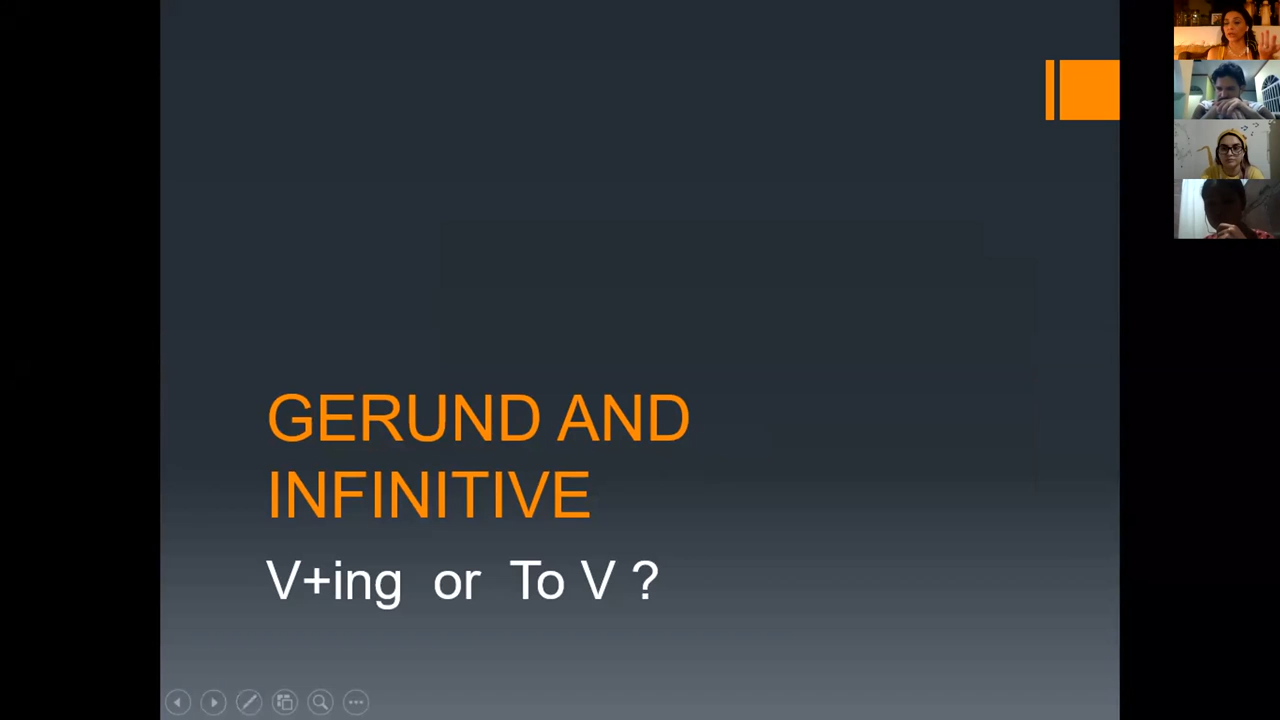 GERUND AND
INFINITIVE
V+ing or To V ?